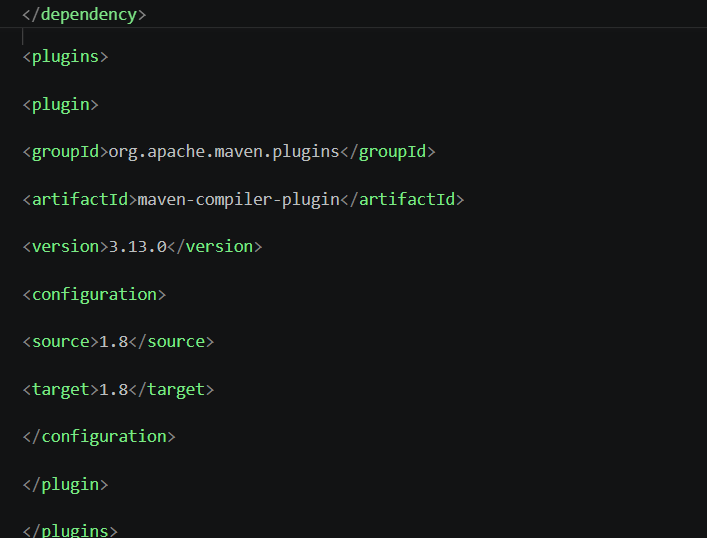 </dependency>
<plugins>
<plugin>
<groupId>org.apache.maven.plugins</groupId>
<artifactId>maven-compiler-plugin</artifactId>
<version>3.13.0</version>
<configuration>
<source>1.8</source>
<target>1.8</target>
</configuration>
</plugin>
</plugins>